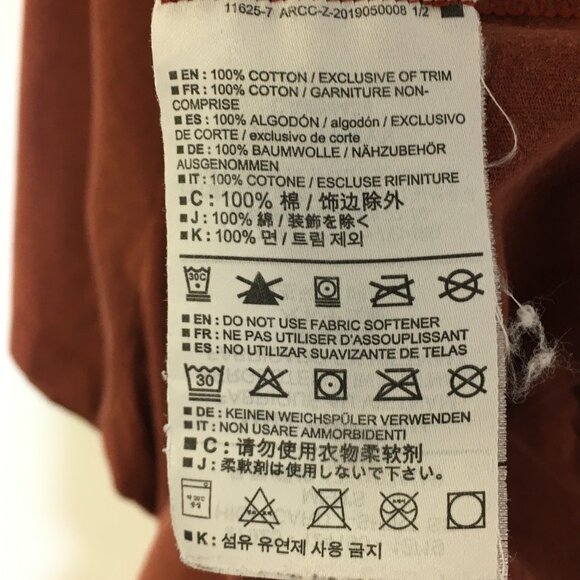 11625-7 ARCC-Z-2019050008 1/2
■ EN : 100% COTTON / EXCLUSIVE OF TRIM
■ FR : 100% COTON / GARNITURE NON-
COMPRISE
■ ES : 100% ALGODÓN / algodón / EXCLUSIVO
DE CORTE / exclusivo de corte
■ DE : 100% BAUMWOLLE / NÄHZUBEHÖR
AUSGENOMMEN
■ IT : 100% COTONE / ESCLUSE RIFINITURE
■ C : 100% 棉 / 饰边除外
■ J : 100% 綿 / 装飾を除く
■ K : 100% 면 / 트림 제외
30C
■ EN : DO NOT USE FABRIC SOFTENER
■ FR : NE PAS UTILISER D'ASSOUPLISSANT
■ ES : NO UTILIZAR SUAVIZANTE DE TELAS
30
■ DE : KEINEN WEICHSPÜLER VERWENDEN
■ IT : NON USARE AMMORBIDENTI
■ C : 请勿使用衣物柔软剂
■ J : 柔軟剤は使用しないで下さい。
약 30℃
중성
■ K : 섬유 유연제 사용 금지